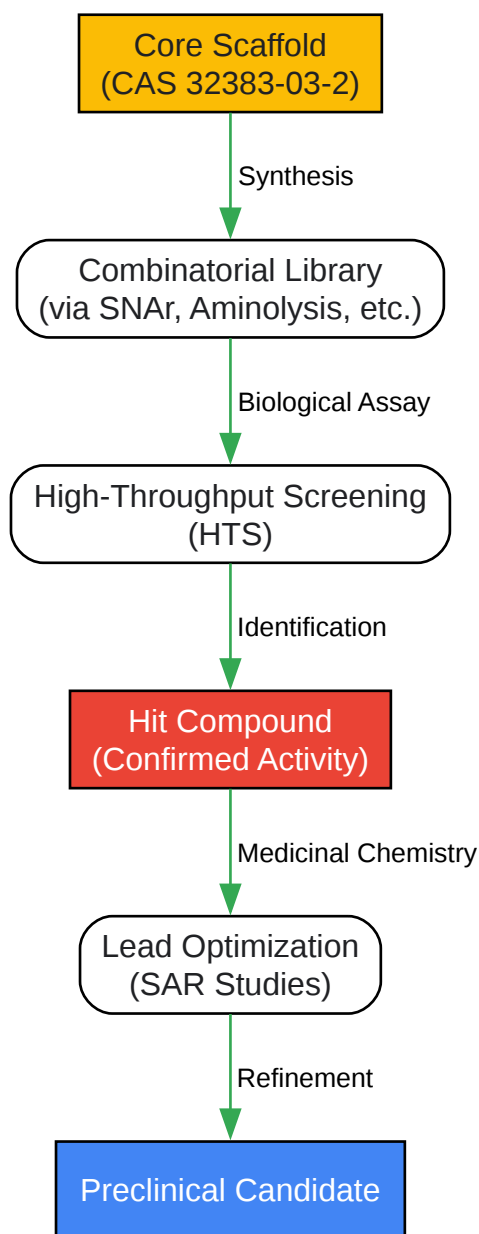 Core Scaffold
(CAS 32383-03-2)
Synthesis
Combinatorial Library
(via SNAr, Aminolysis, etc.)
Biological Assay
High-Throughput Screening
(HTS)
Identification
Hit Compound
(Confirmed Activity)
Medicinal Chemistry
Lead Optimization
(SAR Studies)
Refinement
Preclinical Candidate